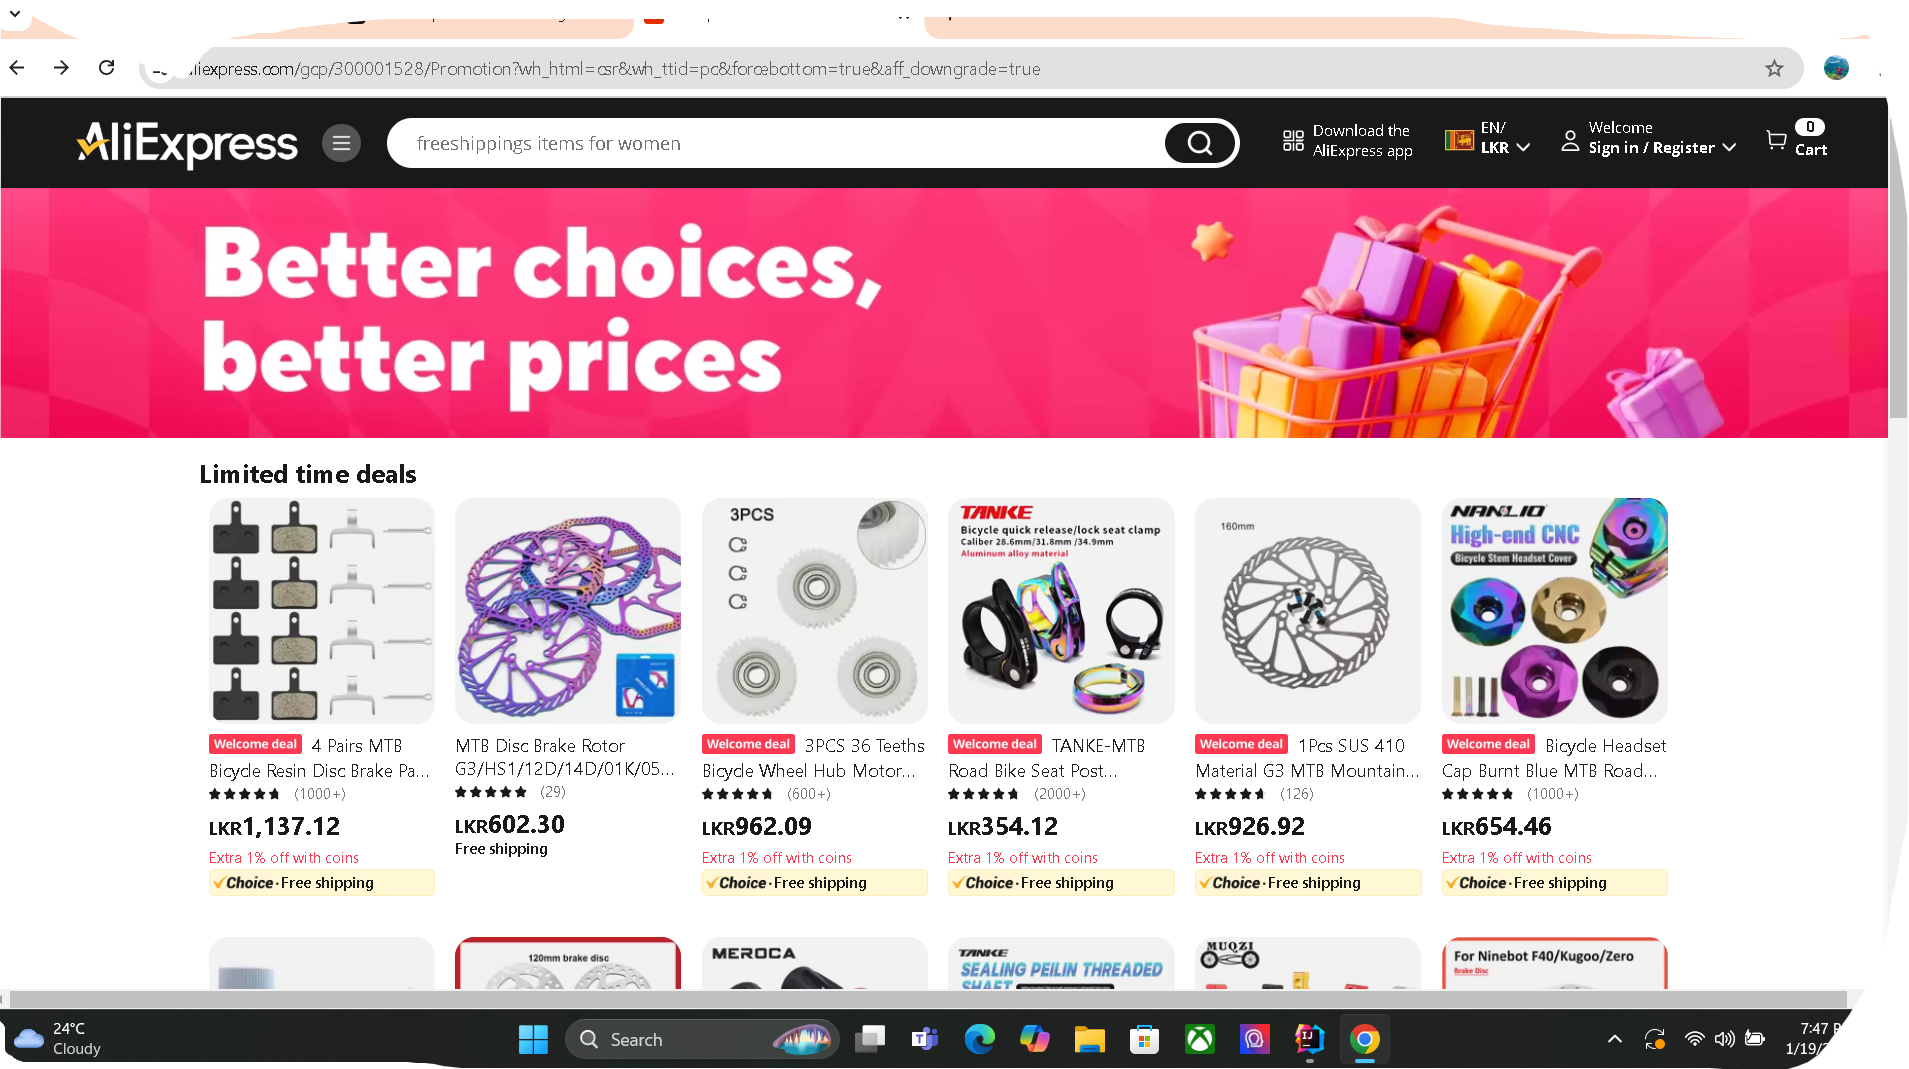 aliexpress.com/gcp/300001528/Promotion?wh_html=csr&wh_ttid=pc&forcebottom=true&aff_downgrade=true
AliExpress
freeshippings items for women
Download the
AliExpress app
EN/
LKR
Welcome
Sign in / Register
0
Cart
Better choices,
better prices
Limited time deals
3PCS
TANKE
Bicycle quick release/lock seat clamp
Caliber 28.6mm/31.8mm /34.9mm
Aluminum alloy material
160mm
NANLIO
High-end CNC
Bicycle Stem Headset Cover
Welcome deal 4 Pairs MTB
Bicycle Resin Disc Brake Pa...
(1000+)
LKR1,137.12
Extra 1% off with coins
Choice · Free shipping
MTB Disc Brake Rotor
G3/HS1/12D/14D/01K/05...
(29)
LKR602.30
Free shipping
Welcome deal 3PCS 36 Teeths
Bicycle Wheel Hub Motor...
(600+)
LKR962.09
Extra 1% off with coins
Choice · Free shipping
Welcome deal TANKE-MTB
Road Bike Seat Post...
(2000+)
LKR354.12
Extra 1% off with coins
Choice · Free shipping
Welcome deal 1Pcs SUS 410
Material G3 MTB Mountain...
(126)
LKR926.92
Extra 1% off with coins
Choice · Free shipping
Welcome deal Bicycle Headset
Cap Burnt Blue MTB Road...
(1000+)
LKR654.46
Extra 1% off with coins
Choice · Free shipping
120mm brake disc
MEROCA
TANKE
SEALING PEILIN THREADED
SHAFT
MUQZI
For Ninebot F40/Kugoo/Zero
Brake Disc
24°C
Cloudy
Search
7:47
1/19/